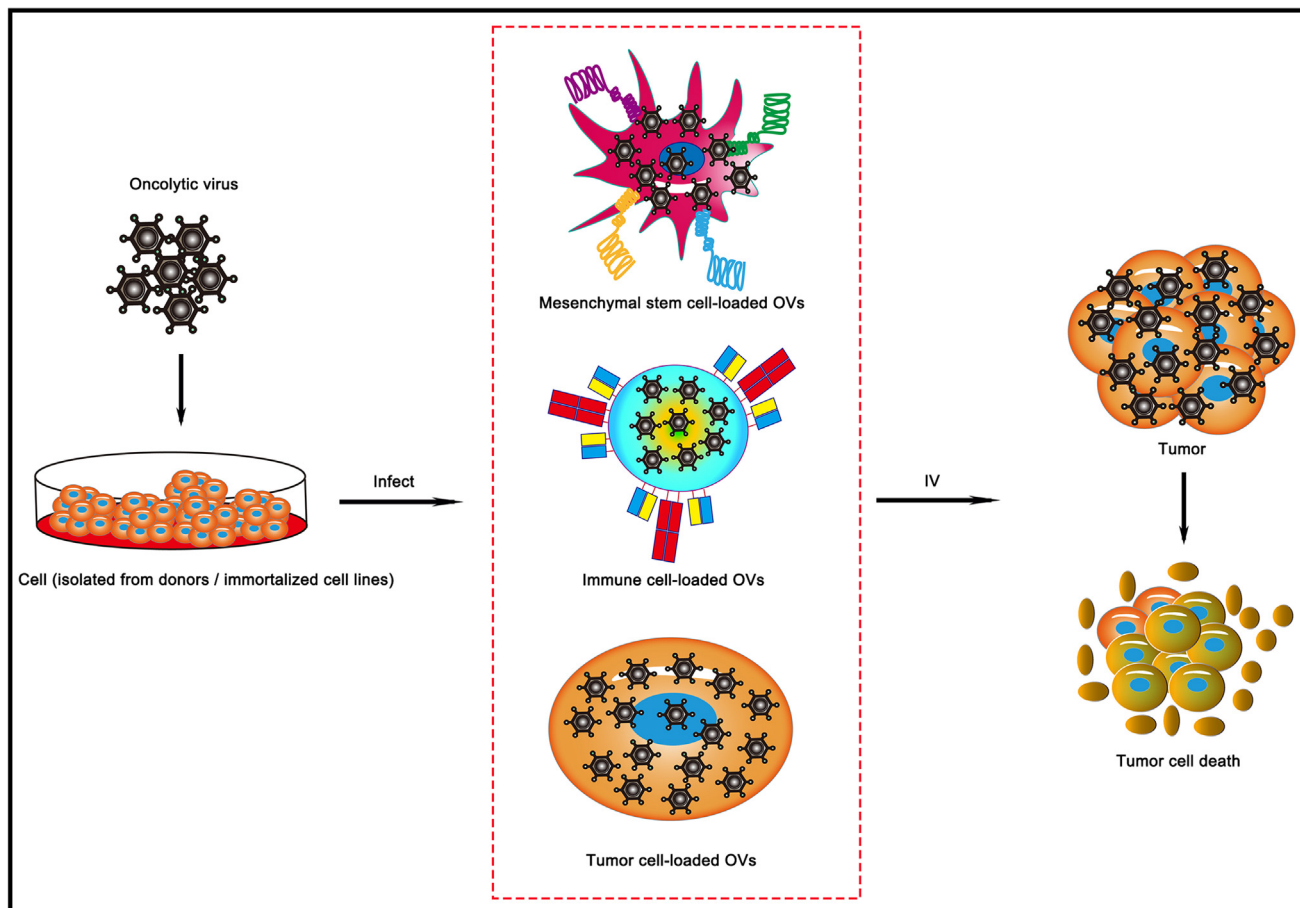 Oncolytic virus
Cell (isolated from donors / immortalized cell lines)
Infect
Mesenchymal stem cell-loaded OVs
Immune cell-loaded OVs
Tumor cell-loaded OVs
IV
Tumor
Tumor cell death